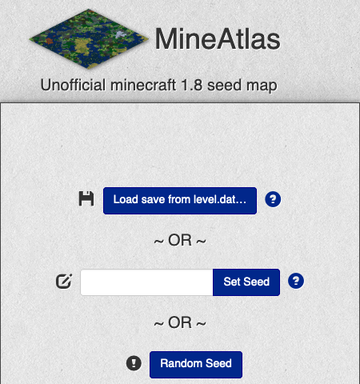 MineAtlas
Unofficial minecraft 1.8 seed map
Load save from level.dat... ?
~ OR ~
Set Seed ?
~ OR ~
! Random Seed